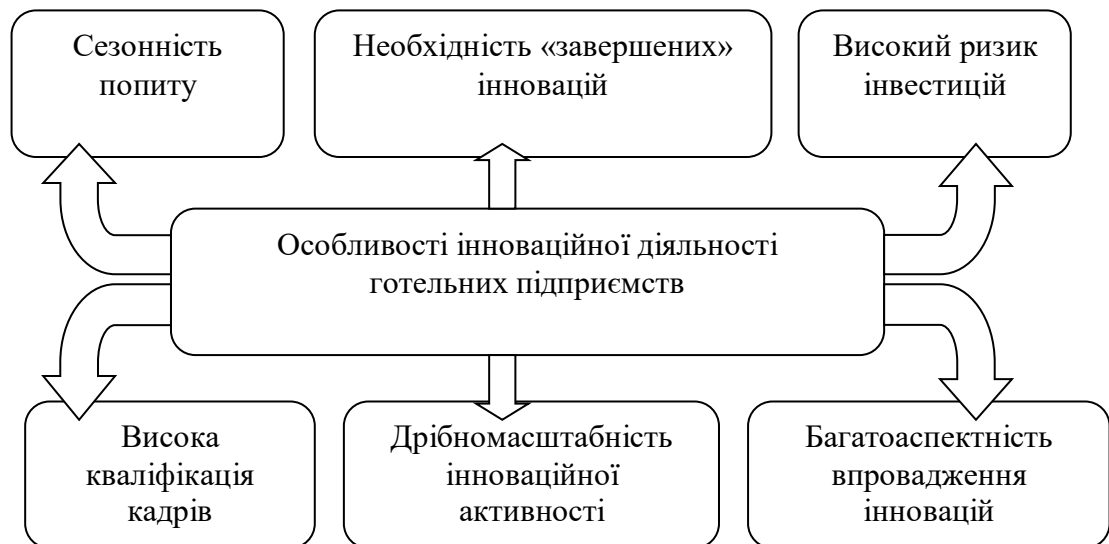 Сезонність
попиту
Необхідність «завершених»
інновацій
Високий ризик
інвестицій
Особливості інноваційної діяльності
готельних підприємств
Висока
кваліфікація
кадрів
Дрібномасштабність
інноваційної
активності
Багатоаспектність
впровадження
інновацій